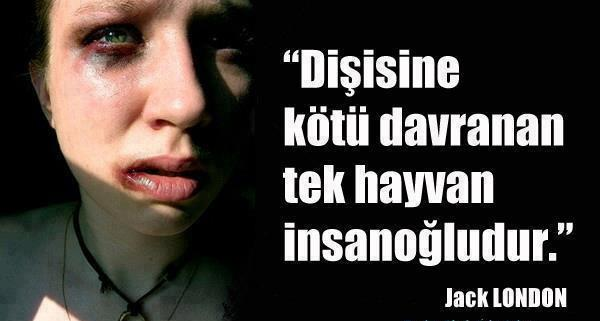 “Dişisine
kötü davranan
tek hayvan
insanoğludur.”
Jack LONDON